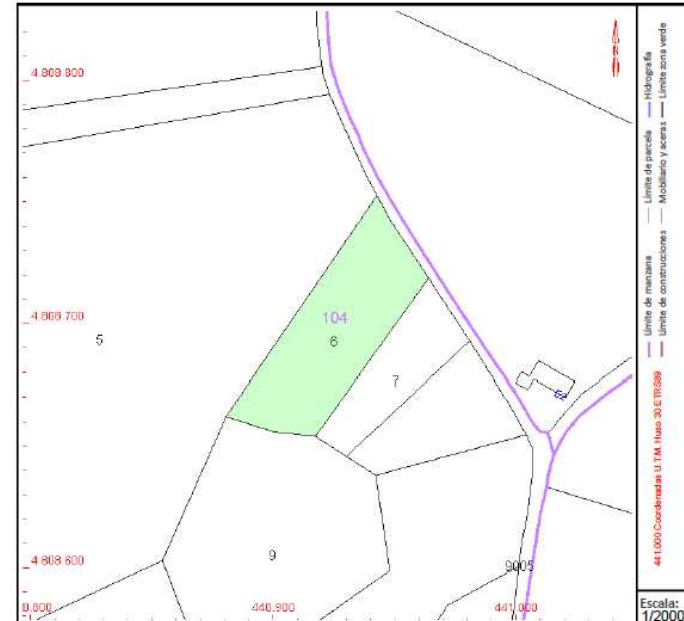 4.808.800
4.808.700
4.808.600
0.800
440.900
441.000
104
6
5
7
9
9005
52
Límite de manzana
Límite de parcela
Hidrografía
Límite de construcciones
Mobiliario y aceras
Límite zona verde
441.000 Coordenadas U.T.M. Huso 30 ETRS89
Escala:
1/2000